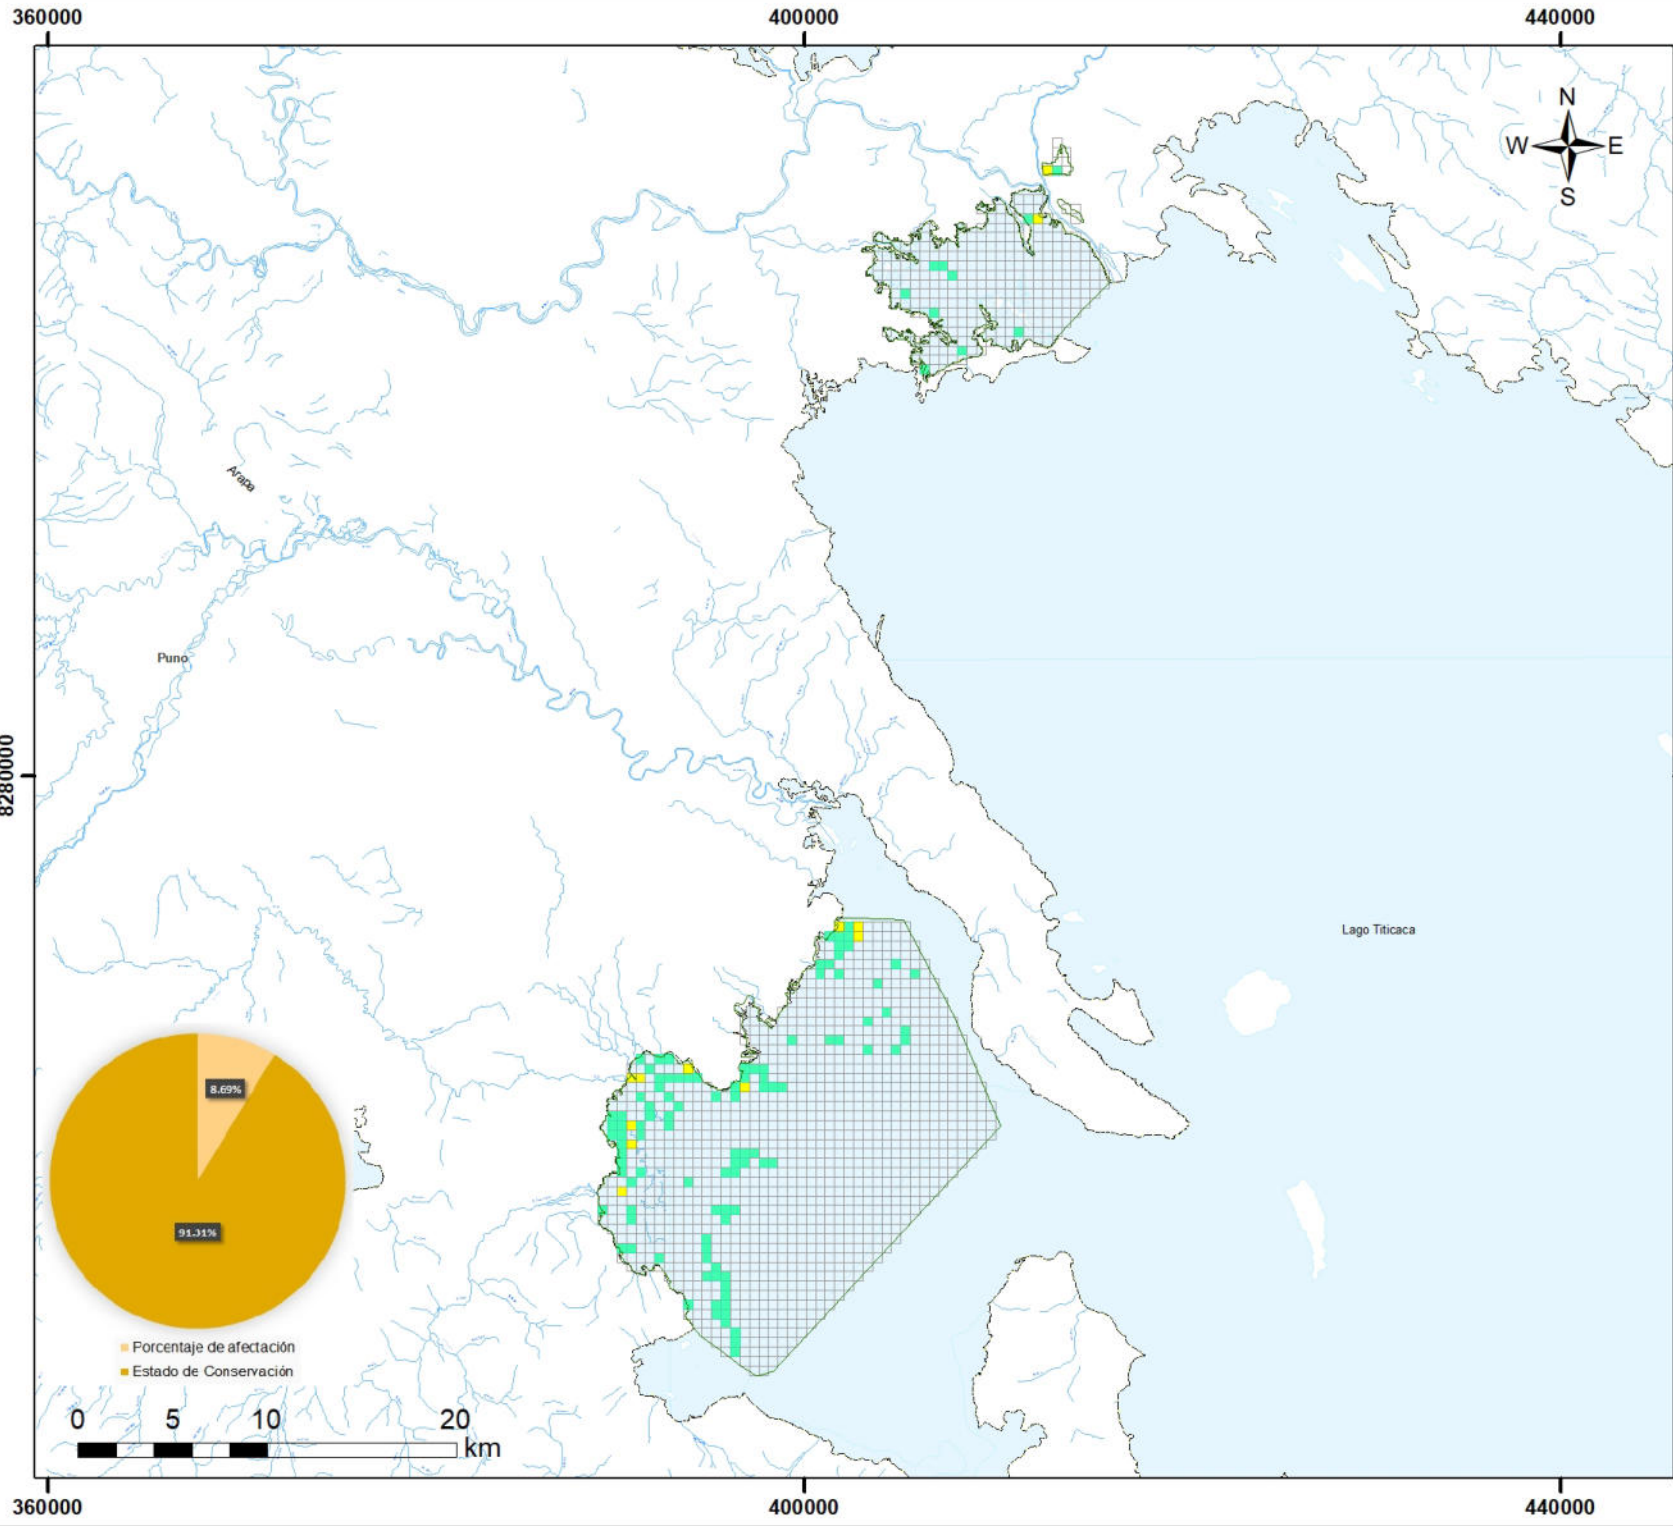 360000 400000 440000
N
W E
S
Arapa
Puno
8280000
Lago Titicaca
8.69%
91.31%
Porcentaje de afectación
Estado de Conservación
0 5 10 20
km
360000 400000 440000